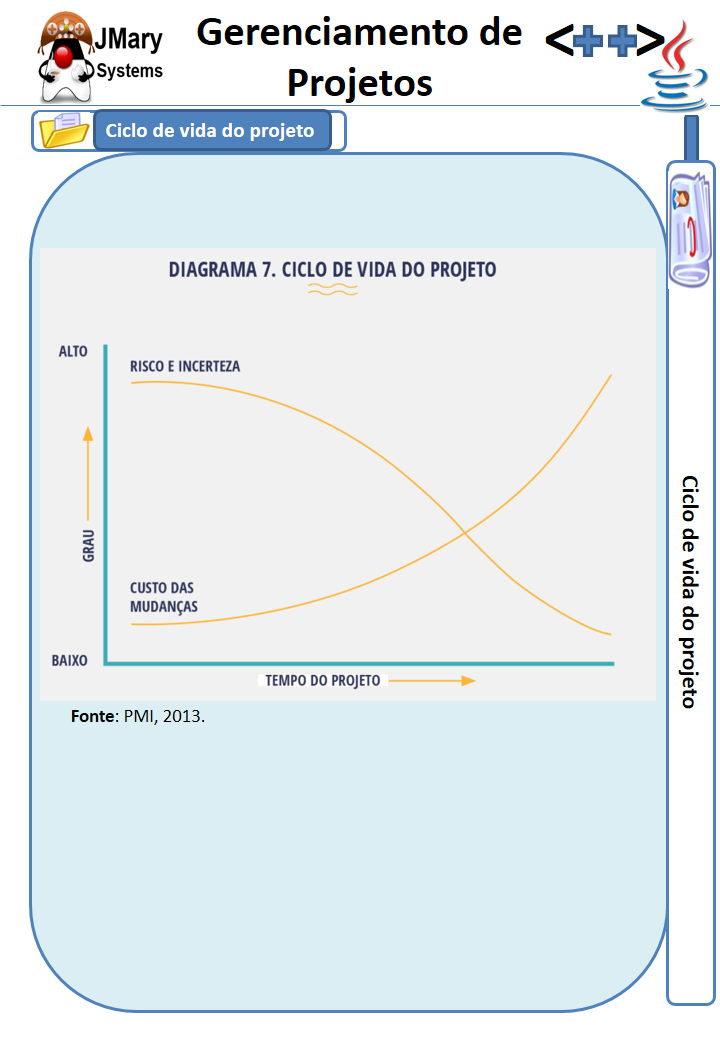 JMary
Systems
Gerenciamento de
Projetos
<++>
Ciclo de vida do projeto
DIAGRAMA 7. CICLO DE VIDA DO PROJETO
ALTO
RISCO E INCERTEZA
GRAU
CUSTO DAS
MUDANÇAS
BAIXO
TEMPO DO PROJETO
Fonte: PMI, 2013.
Ciclo de vida do projeto